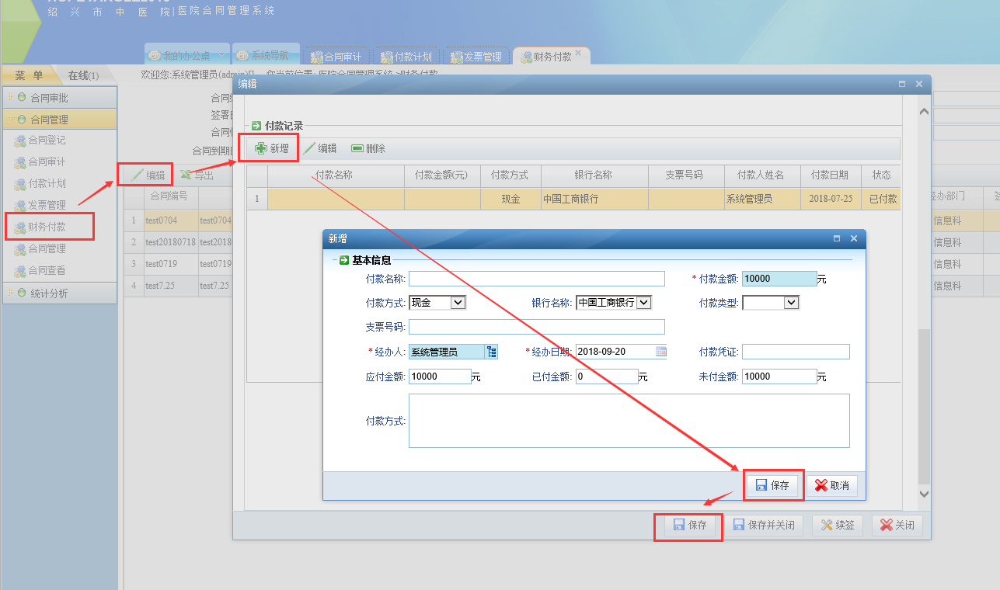 绍 兴 市 中 医 院|医院合同管理系统
我的办公桌 系统导航 合同审计 付款计划 发票管理 财务付款
菜 单 在线(1)
欢迎您:系统管理员(admin)
您当前位置: 医院合同管理系统->财务付款
合同审批
合同管理
合同登记
合同审计
付款计划
发票管理
财务付款
合同管理
合同查看
统计分析
签署
合同
合同到期
编辑 导出
合同编号
1 test0704 test0704
2 test20180718 test2018
3 test0719 test0719
4 test7.25 test7.25
办部门
信息科
信息科
信息科
信息科
编辑
付款记录
新增 编辑 删除
付款名称 付款金额(元) 付款方式 银行名称 支票号码 付款人姓名 付款日期 状态
1 现金 中国工商银行 系统管理员 2018-07-25 已付款
新增
基本信息
付款名称: * 付款金额: 10000 元
付款方式: 现金 银行名称: 中国工商银行 付款类型:
支票号码:
* 经办人: 系统管理员 * 经办日期: 2018-09-20 付款凭证:
应付金额: 10000 元 已付金额: 0 元 未付金额: 10000 元
付款方式:
保存 取消
保存 保存并关闭 续签 关闭